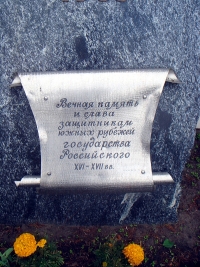 Вечная память
и слава
защитникам
южных рубежей
государства
Российского
XVI-XVII вв.